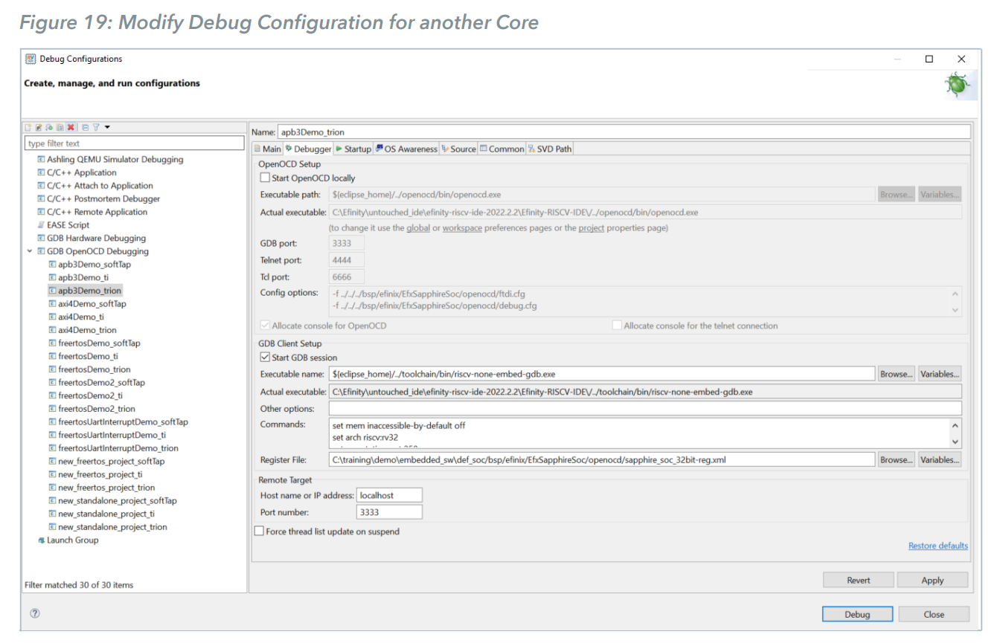 Figure 19: Modify Debug Configuration for another Core
Debug Configurations
Create, manage, and run configurations
type filter text
Ashling QEMU Simulator Debugging
C/C++ Application
C/C++ Attach to Application
C/C++ Postmortem Debugger
C/C++ Remote Application
EASE Script
GDB Hardware Debugging
GDB OpenOCD Debugging
apb3Demo_softTap
apb3Demo_ti
apb3Demo_trion
axi4Demo_softTap
axi4Demo_ti
axi4Demo_trion
freertosDemo_softTap
freertosDemo_ti
freertosDemo_trion
freertosDemo2_softTap
freertosDemo2_ti
freertosDemo2_trion
freertosUartInterruptDemo_softTap
freertosUartInterruptDemo_ti
freertosUartInterruptDemo_trion
new_freertos_project_softTap
new_freertos_project_ti
new_freertos_project_trion
new_standalone_project_softTap
new_standalone_project_ti
new_standalone_project_trion
Launch Group
Filter matched 30 of 30 items
Name: apb3Demo_trion
Main Debugger Startup OS Awareness Source Common SVD Path
OpenOCD Setup
Start OpenOCD locally
Executable path: ${eclipse_home}/../openocd/bin/openocd.exe Browse... Variables...
Actual executable: C:\Efinity\untouched_ide\efinity-riscv-ide-2022.2.2\Efinity-RISCV-IDE\/../openocd/bin/openocd.exe
(to change it use the global or workspace preferences pages or the project properties page)
GDB port: 3333
Telnet port: 4444
Tcl port: 6666
Config options: -f ../../../bsp/efinix/EfxSapphireSoc/openocd/ftdi.cfg
-f ../../../bsp/efinix/EfxSapphireSoc/openocd/debug.cfg
Allocate console for OpenOCD Allocate console for the telnet connection
GDB Client Setup
Start GDB session
Executable name: ${eclipse_home}/../toolchain/bin/riscv-none-embed-gdb.exe Browse... Variables...
Actual executable: C:\Efinity\untouched_ide\efinity-riscv-ide-2022.2.2\Efinity-RISCV-IDE\/../toolchain/bin/riscv-none-embed-gdb.exe
Other options:
Commands: set mem inaccessible-by-default off
set arch riscv:rv32
Register File: C:\training\demo\embedded_sw\def_soc/bsp/efinix/EfxSapphireSoc/openocd/sapphire_soc_32bit-reg.xml Browse... Variables...
Remote Target
Host name or IP address: localhost
Port number: 3333
Force thread list update on suspend
Restore defaults
Revert Apply
Debug Close